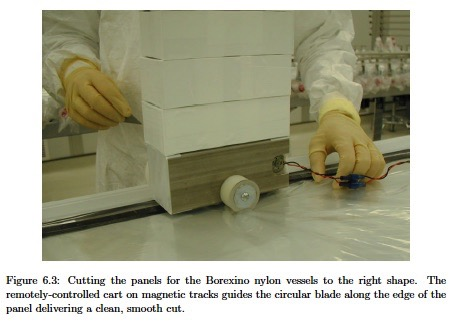 Figure 6.3: Cutting the panels for the Borexino nylon vessels to the right shape. The
remotely-controlled cart on magnetic tracks guides the circular blade along the edge of the
panel delivering a clean, smooth cut.